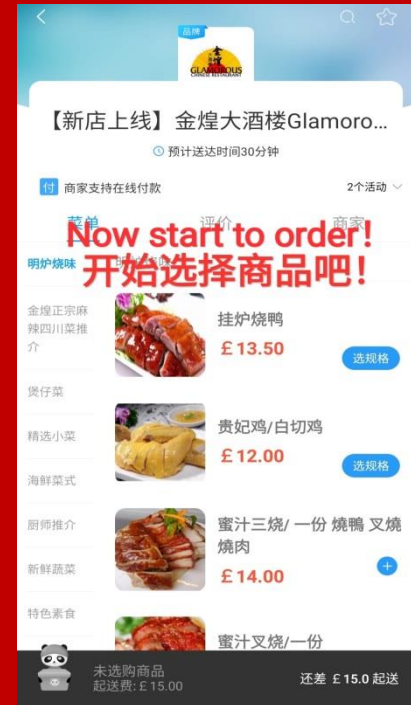 品牌
GLAMOROUS
CHINESE RESTAURANT
【新店上线】金煌大酒楼Glamoro...
预计送达时间30分钟
付 商家支持在线付款
2个活动
菜单
评价
商家
Now start to order!
开始选择商品吧!
明炉烧味
金煌正宗麻
辣四川菜推
介
煲仔菜
精选小菜
海鲜菜式
厨师推介
新鲜蔬菜
特色素食
挂炉烧鸭
£13.50
选规格
贵妃鸡/白切鸡
£12.00
选规格
蜜汁三烧/ 一份 燒鴨 叉燒
燒肉
£14.00
蜜汁叉烧/一份
未选购商品
起送费: £15.00
还差 £15.0 起送